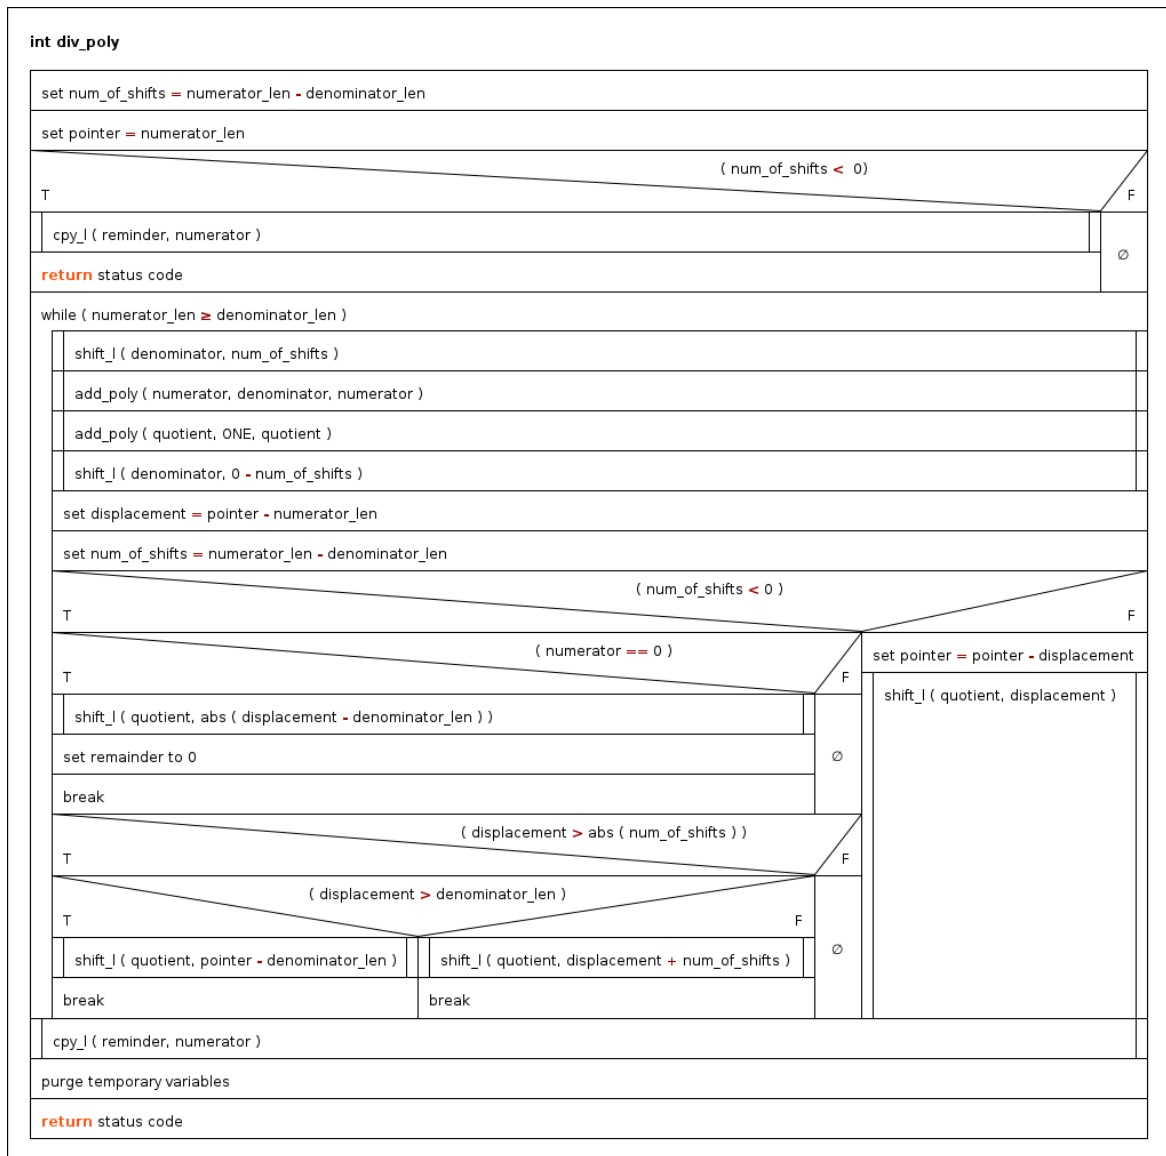 int div_poly
set num_of_shifts = numerator_len - denominator_len
set pointer = numerator_len
( num_of_shifts < 0)
T F
cpy_l ( reminder, numerator )
∅
return status code
while ( numerator_len ≥ denominator_len )
shift_l ( denominator, num_of_shifts )
add_poly ( numerator, denominator, numerator )
add_poly ( quotient, ONE, quotient )
shift_l ( denominator, 0 - num_of_shifts )
set displacement = pointer - numerator_len
set num_of_shifts = numerator_len - denominator_len
( num_of_shifts < 0 )
T F
( numerator == 0 )
set pointer = pointer - displacement
T F
shift_l ( quotient, displacement )
shift_l ( quotient, abs ( displacement - denominator_len ) )
set remainder to 0
∅
break
( displacement > abs ( num_of_shifts ) )
T F
( displacement > denominator_len )
T F
∅
shift_l ( quotient, pointer - denominator_len )
shift_l ( quotient, displacement + num_of_shifts )
break
break
cpy_l ( reminder, numerator )
purge temporary variables
return status code